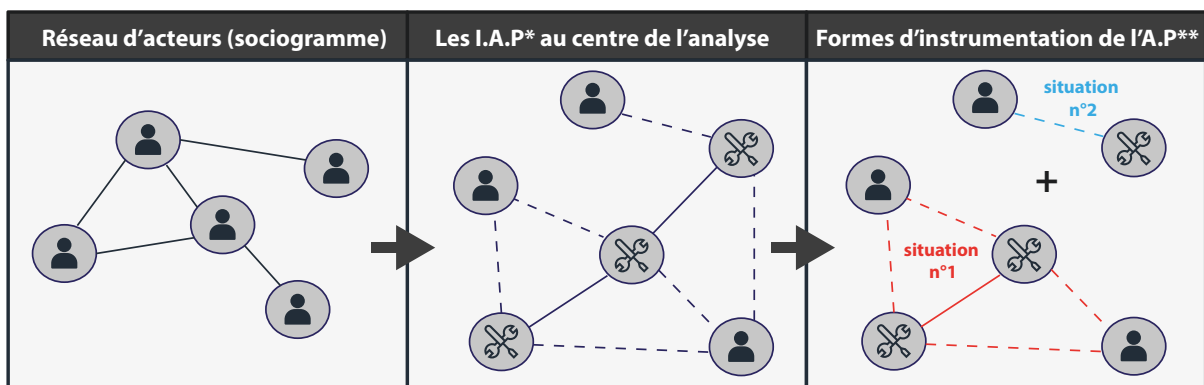 Réseau d’acteurs (sociogramme)
Les I.A.P* au centre de l’analyse
Formes d’instrumentation de l’A.P**
situation
n°2
+
situation
n°1